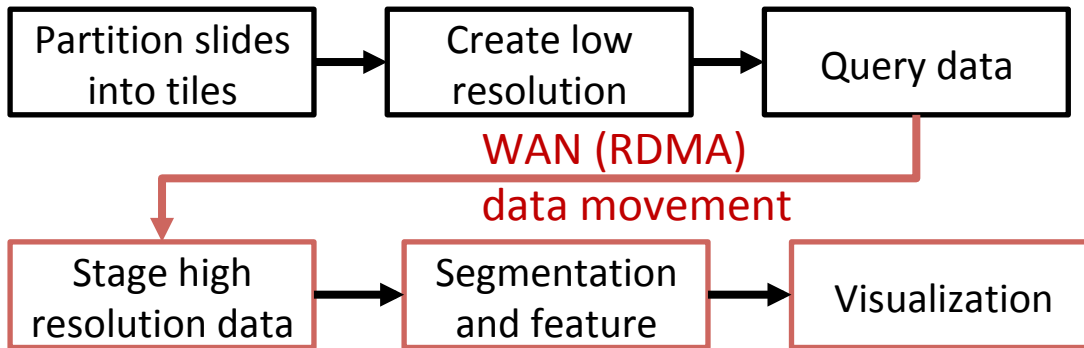 Partition slides
into tiles
Create low
resolution
Query data
WAN (RDMA)
data movement
Stage high
resolution data
Segmentation
and feature
Visualization